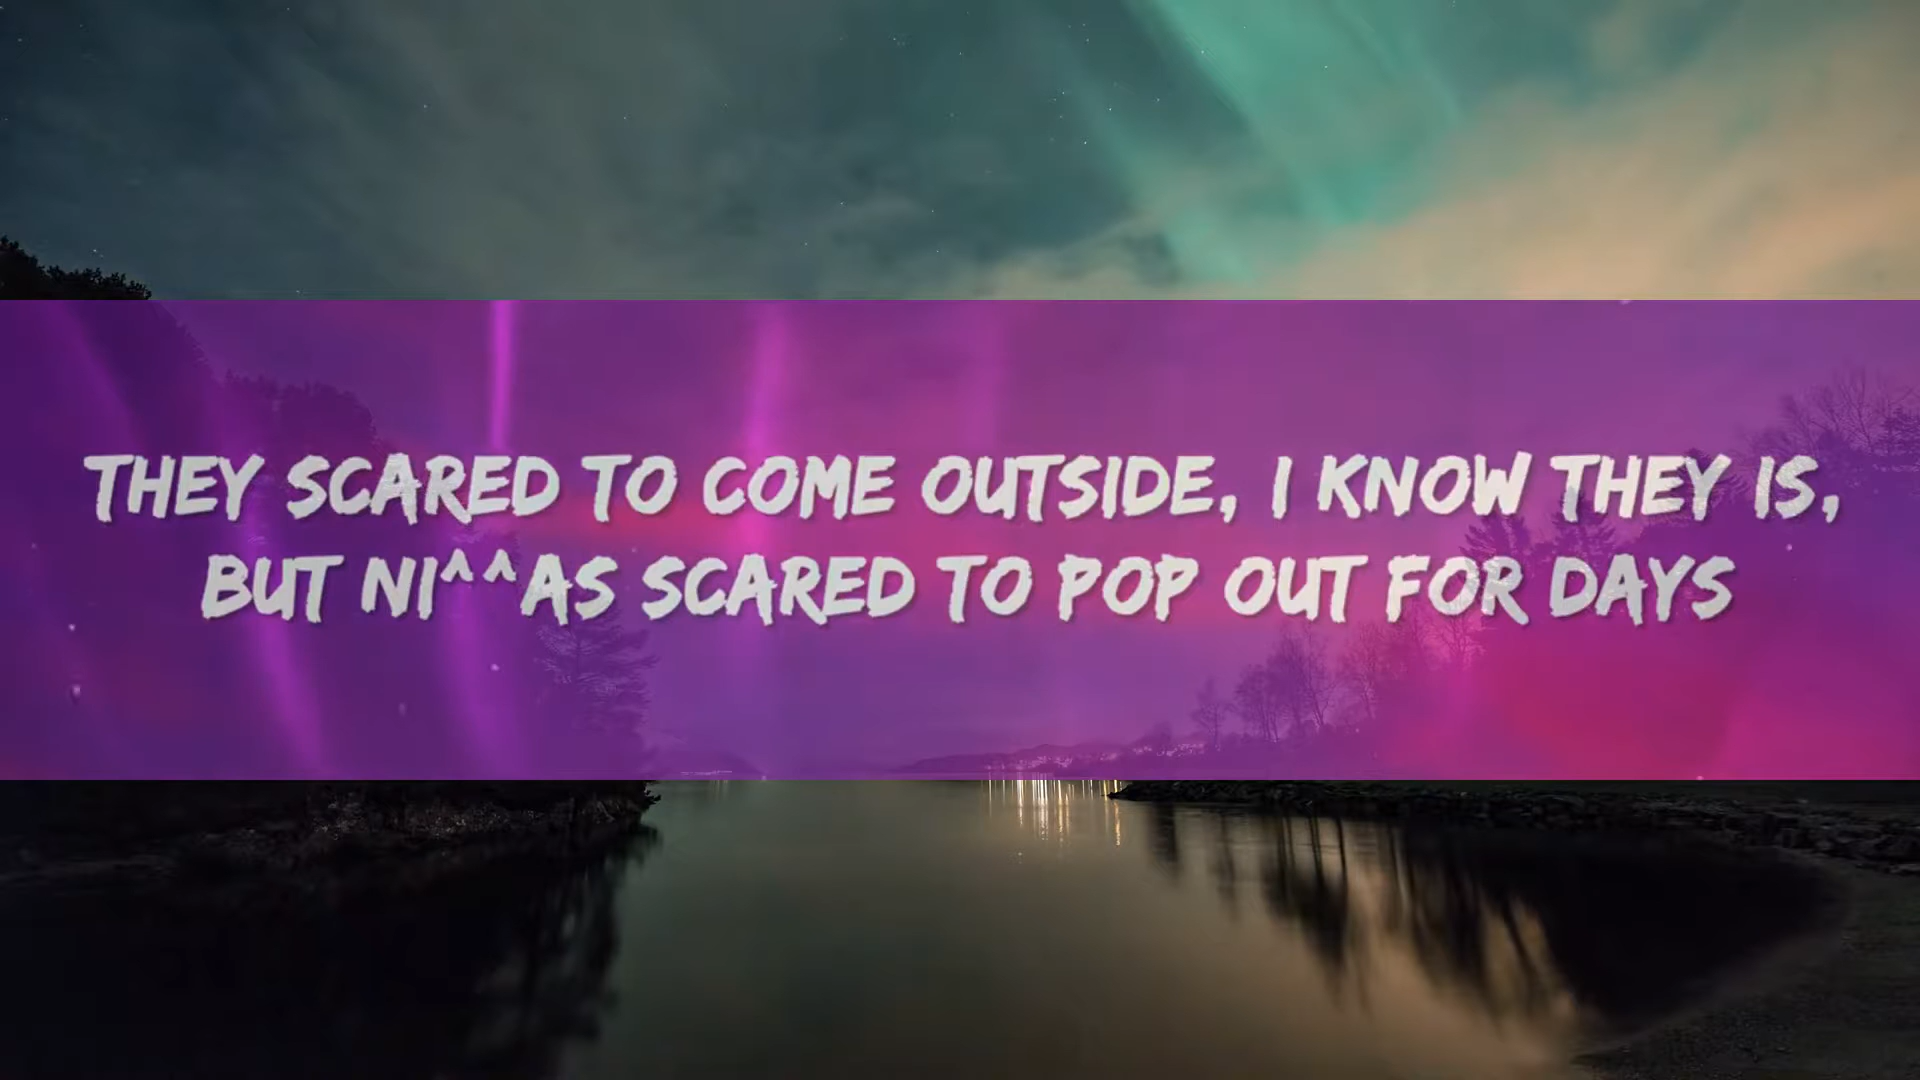 THEY SCARED TO COME OUTSIDE, I KNOW THEY IS,
BUT NI^^AS SCARED TO POP OUT FOR DAYS